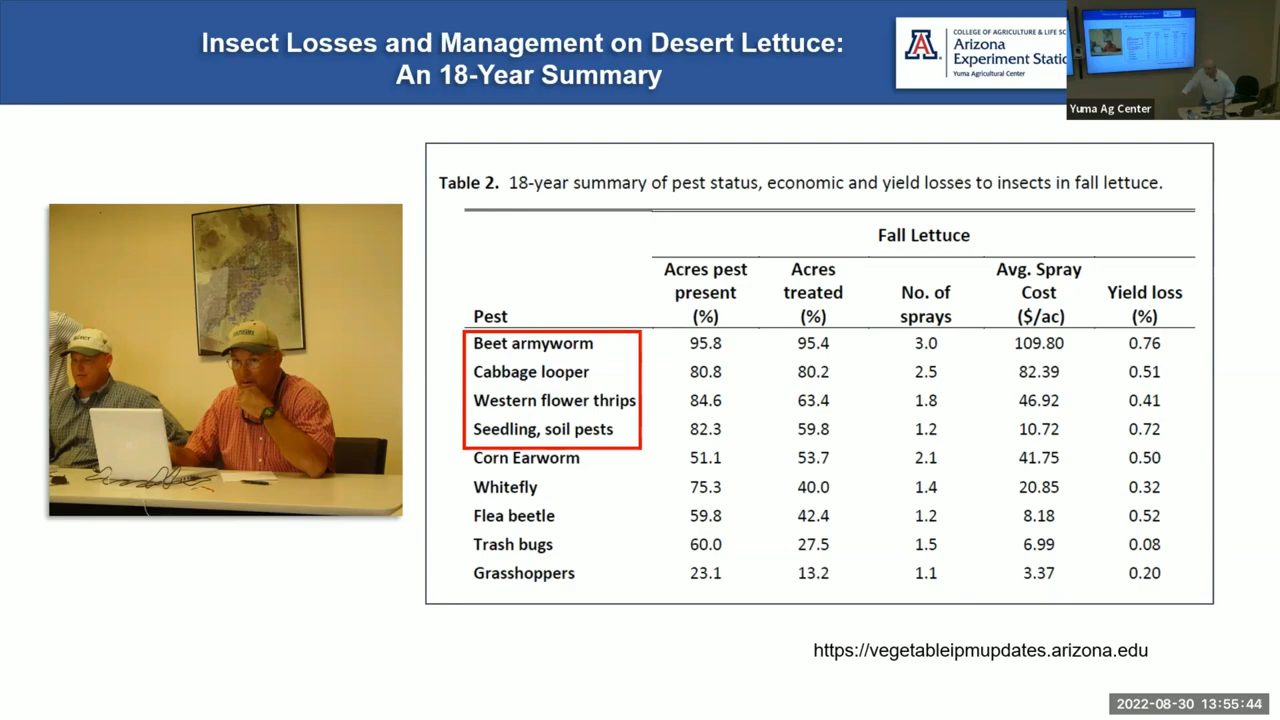 Insect Losses and Management on Desert Lettuce:
An 18-Year Summary
COLLEGE OF AGRICULTURE & LIFE
Arizona
Experiment
Yuma Agricultural Center
Yuma Ag Center
Table 2. 18-year summary of pest status, economic and yield losses to insects in fall lettuce.
Fall Lettuce
Pest Acres pest present (%) Acres treated (%) No. of sprays Avg. Spray Cost ($/ac) Yield loss (%)
Beet armyworm 95.8 95.4 3.0 109.80 0.76
Cabbage looper 80.8 80.2 2.5 82.39 0.51
Western flower thrips 84.6 63.4 1.8 46.92 0.41
Seedling, soil pests 82.3 59.8 1.2 10.72 0.72
Corn Earworm 51.1 53.7 2.1 41.75 0.50
Whitefly 75.3 40.0 1.4 20.85 0.32
Flea beetle 59.8 42.4 1.2 8.18 0.52
Trash bugs 60.0 27.5 1.5 6.99 0.08
Grasshoppers 23.1 13.2 1.1 3.37 0.20
https://vegetableipmupdates.arizona.edu
2022-08-30 13:55:44